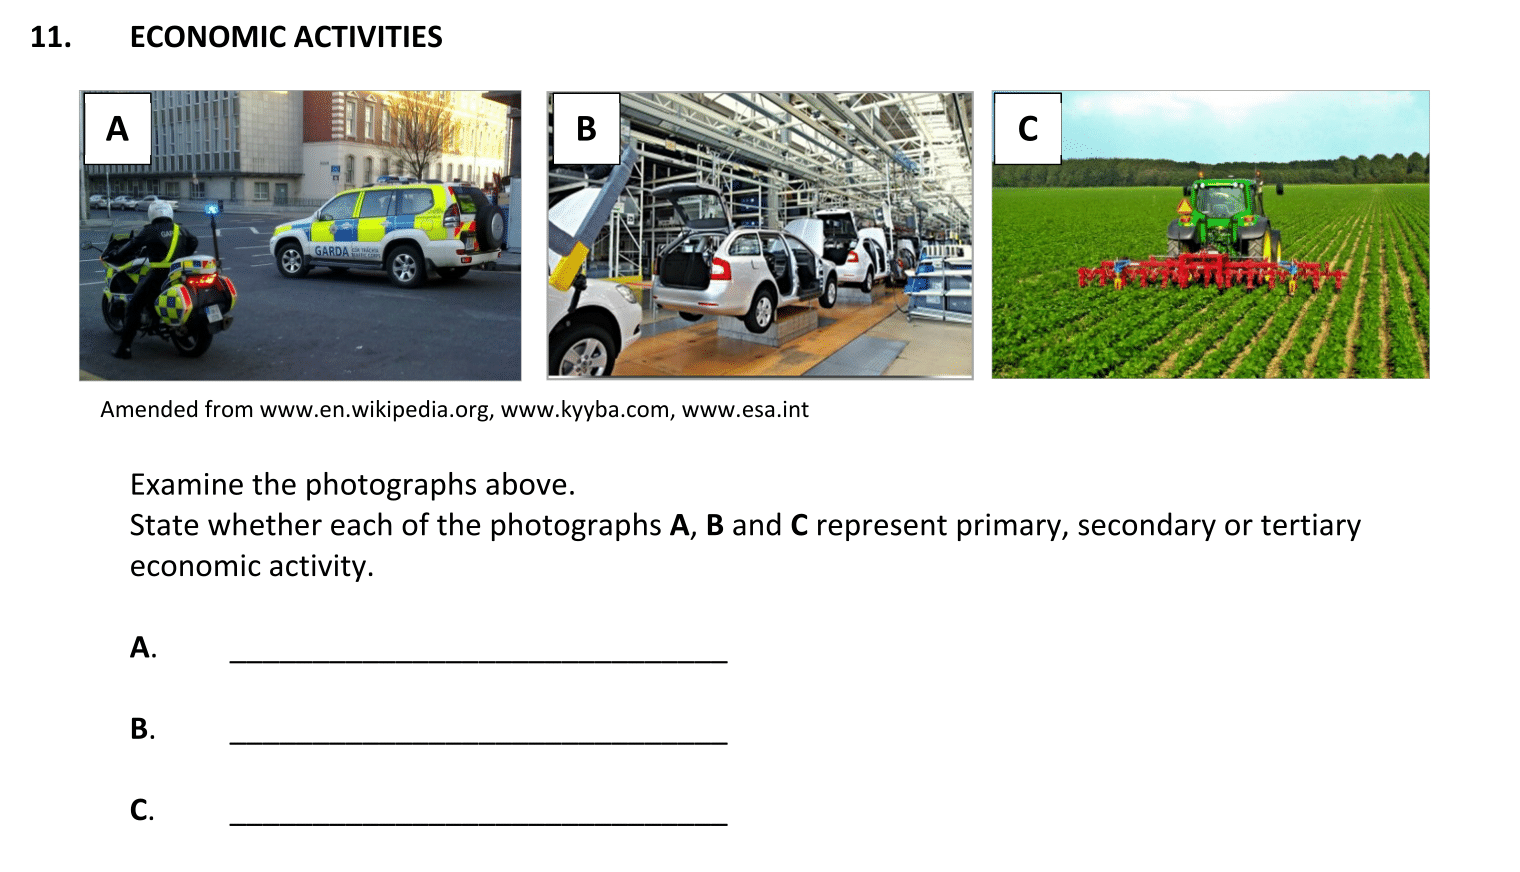 11. ECONOMIC ACTIVITIES
A B C
GARDA
Amended from www.en.wikipedia.org, www.kyyba.com, www.esa.int
Examine the photographs above.
State whether each of the photographs A, B and C represent primary, secondary or tertiary
economic activity.
A. ______________________________
B. ______________________________
C. ______________________________